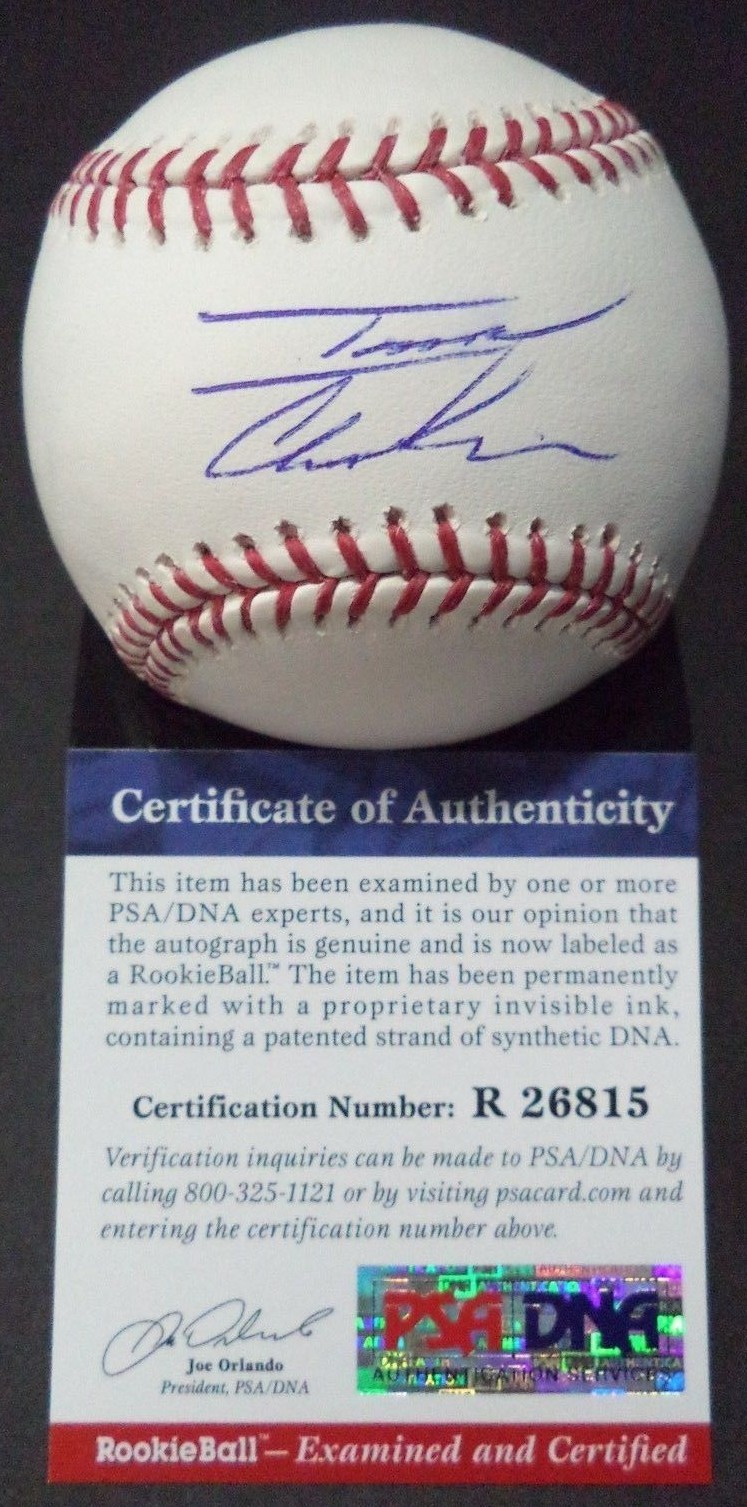 Certificate of Authenticity
This item has been examined by one or more
PSA/DNA experts, and it is our opinion that
the autograph is genuine and is now labeled as
a RookieBall.™ The item has been permanently
marked with a proprietary invisible ink,
containing a patented strand of synthetic DNA.
Certification Number: R 26815
Verification inquiries can be made to PSA/DNA by
calling 800-325-1121 or by visiting psacard.com and
entering the certification number above.
Joe Orlando
President, PSA/DNA
PSA DNA
AUTHENTICATION SERVICES
RookieBall™— Examined and Certified